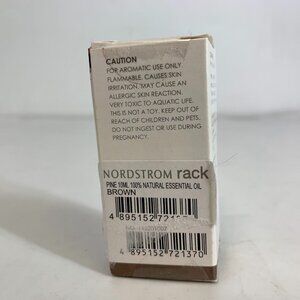 CAUTION
FOR AROMATIC USE ONLY.
FLAMMABLE. CAUSES SKIN
IRRITATION. MAY CAUSE AN
ALLERGIC SKIN REACTION.
VERY TOXIC TO AQUATIC LIFE.
THIS IS NOT A TOY. KEEP OUT OF
REACH OF CHILDREN AND PETS.
DO NOT INGEST OR USE DURING
PREGNANCY.
NORDSTROM rack
PINE 10ML 100% NATURAL ESSENTIAL OIL
BROWN
4 895152
4 895152 721370